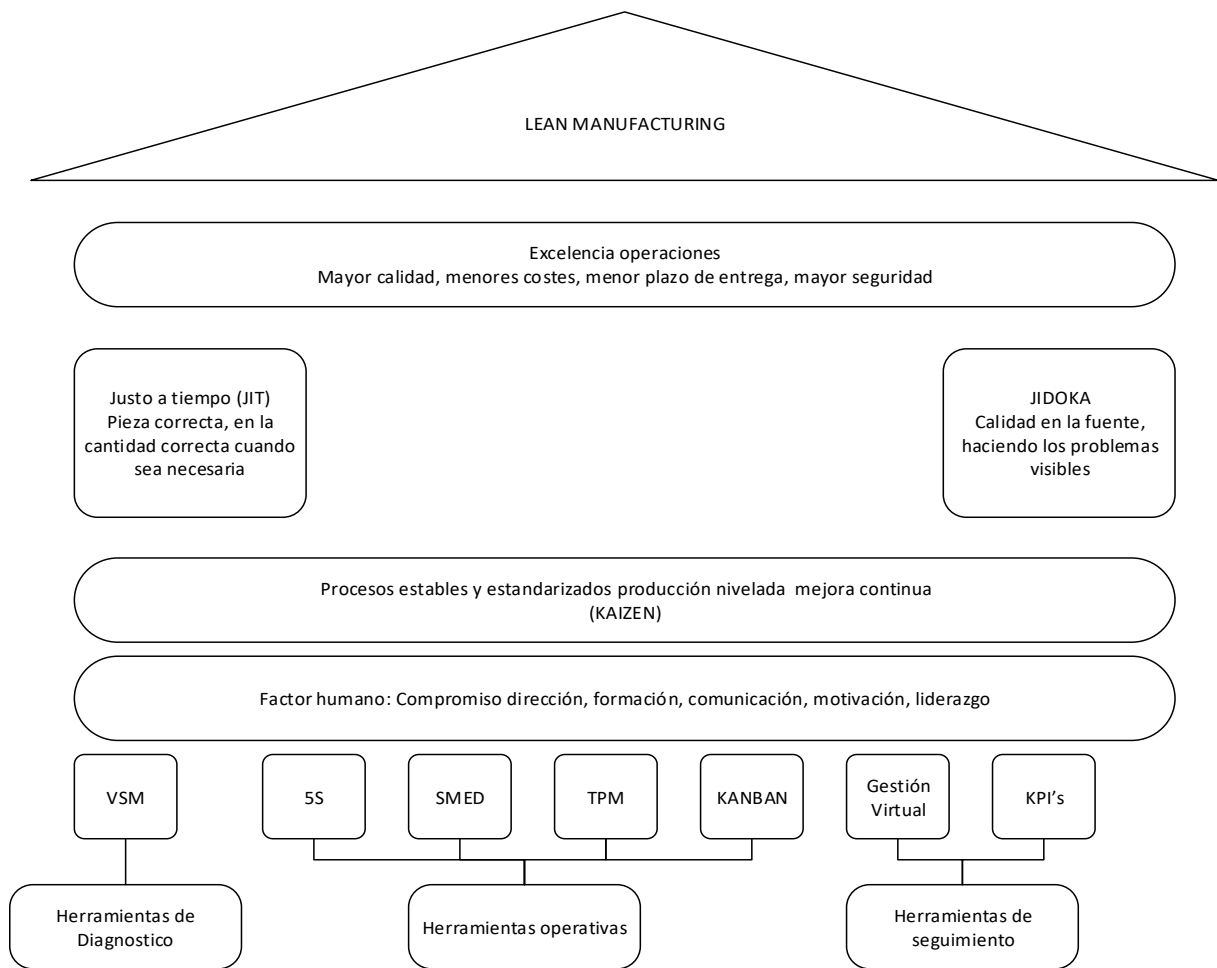 LEAN MANUFACTURING
Excelencia operaciones
Mayor calidad, menores costes, menor plazo de entrega, mayor seguridad
Justo a tiempo (JIT)
Pieza correcta, en la
cantidad correcta cuando
sea necesaria
JIDOKA
Calidad en la fuente,
haciendo los problemas
visibles
Procesos estables y estandarizados producción nivelada mejora continua
(KAIZEN)
Factor humano: Compromiso dirección, formación, comunicación, motivación, liderazgo
VSM
5S
SMED
TPM
KANBAN
Gestión
Virtual
KPI's
Herramientas de
Diagnostico
Herramientas operativas
Herramientas de
seguimiento